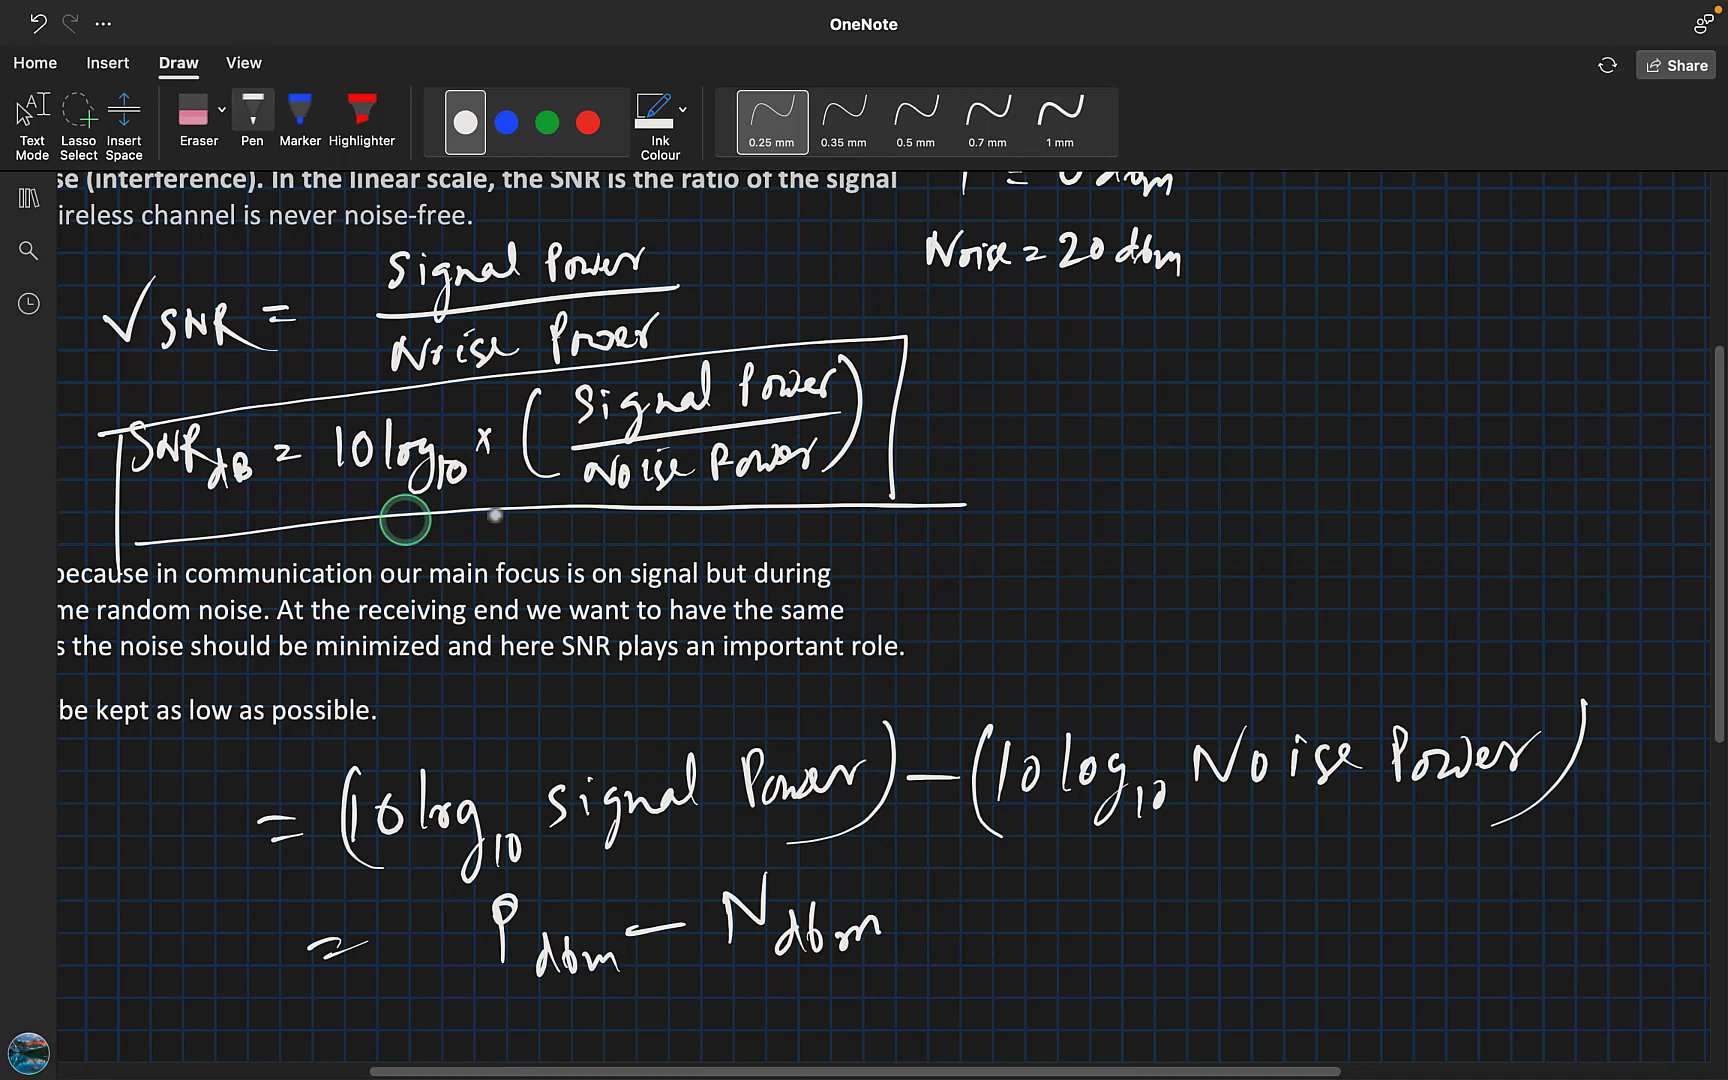 OneNote
Home Insert Draw View Share
Text Mode Lasso Select Insert Space Eraser Pen Marker Highlighter Ink Colour 0.25 mm 0.35 mm 0.5 mm 0.7 mm 1 mm
se (interference). In the linear scale, the SNR is the ratio of the signal
ireless channel is never noise-free.
Noise = 20 dbm
√ SNR = Signal Power
Noise Power
SNR dB = 10 log 10 × ( Signal Power
Noise Power )
because in communication our main focus is on signal but during
me random noise. At the receiving end we want to have the same
s the noise should be minimized and here SNR plays an important role.
be kept as low as possible.
= (10 log 10 Signal Power) − (10 log 10 Noise Power)
= P dbm − N dbm